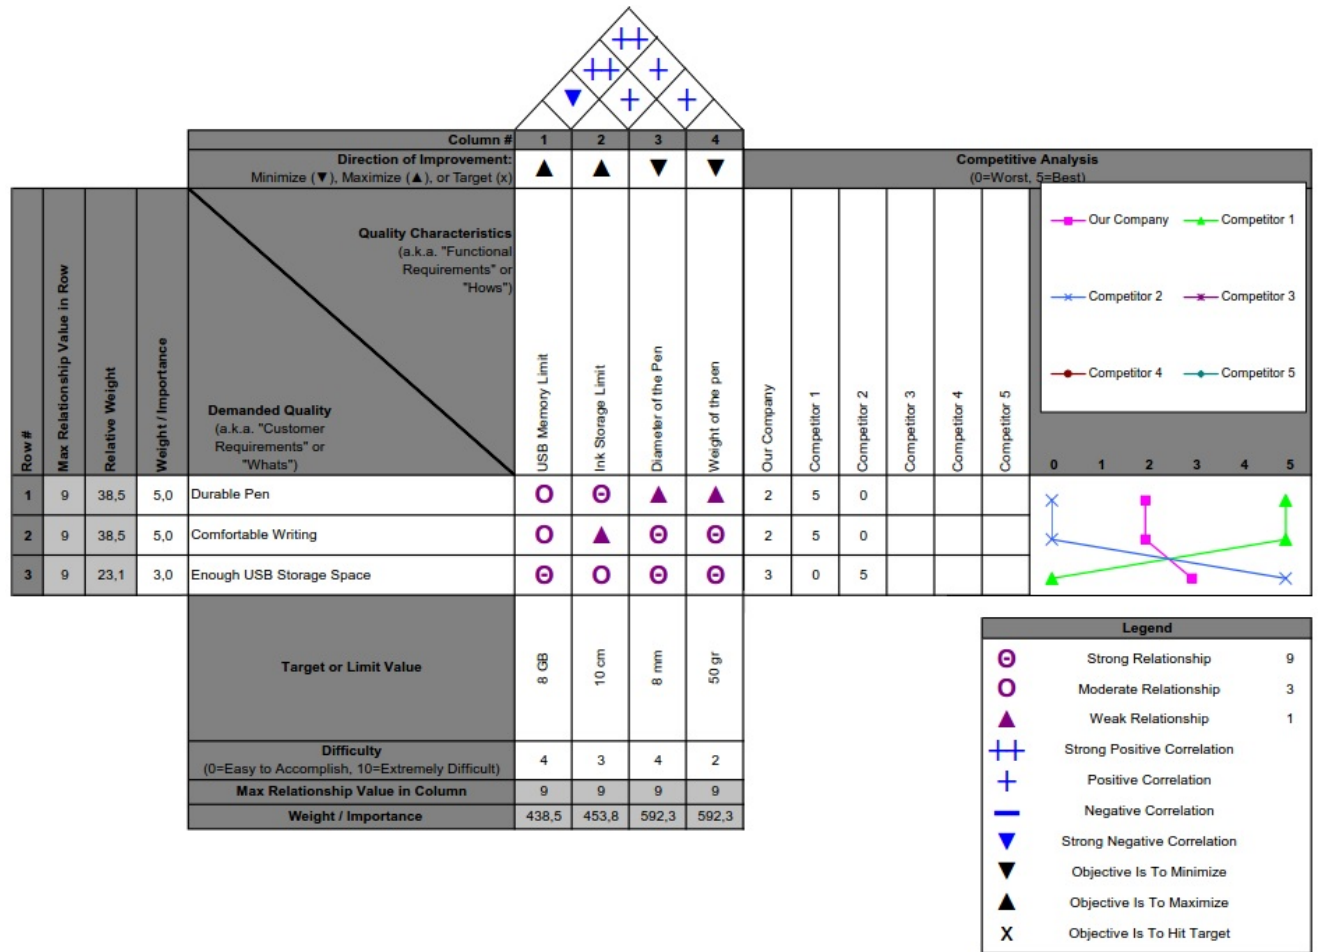 Column # 1 2 3 4
Direction of Improvement:
Minimize (▼), Maximize (▲), or Target (x)
Competitive Analysis
(0=Worst, 5=Best)
Row #
Max Relationship Value in Row
Relative Weight
Weight / Importance
Quality Characteristics
(a.k.a. "Functional
Requirements" or
"Hows")
Demanded Quality
(a.k.a. "Customer
Requirements" or
"Whats")
USB Memory Limit
Ink Storage Limit
Diameter of the Pen
Weight of the pen
Our Company
Competitor 1
Competitor 2
Competitor 3
Competitor 4
Competitor 5
Our Company Competitor 1
Competitor 2 Competitor 3
Competitor 4 Competitor 5
0 1 2 3 4 5
1 9 38,5 5,0 Durable Pen 2 5 0
2 9 38,5 5,0 Comfortable Writing 2 5 0
3 9 23,1 3,0 Enough USB Storage Space 3 0 5
Target or Limit Value
8 GB
10 cm
8 mm
50 gr
Difficulty
(0=Easy to Accomplish, 10=Extremely Difficult) 4 3 4 2
Max Relationship Value in Column 9 9 9 9
Weight / Importance 438,5 453,8 592,3 592,3
Legend
Strong Relationship 9
Moderate Relationship 3
Weak Relationship 1
Strong Positive Correlation
Positive Correlation
Negative Correlation
Strong Negative Correlation
Objective Is To Minimize
Objective Is To Maximize
X Objective Is To Hit Target